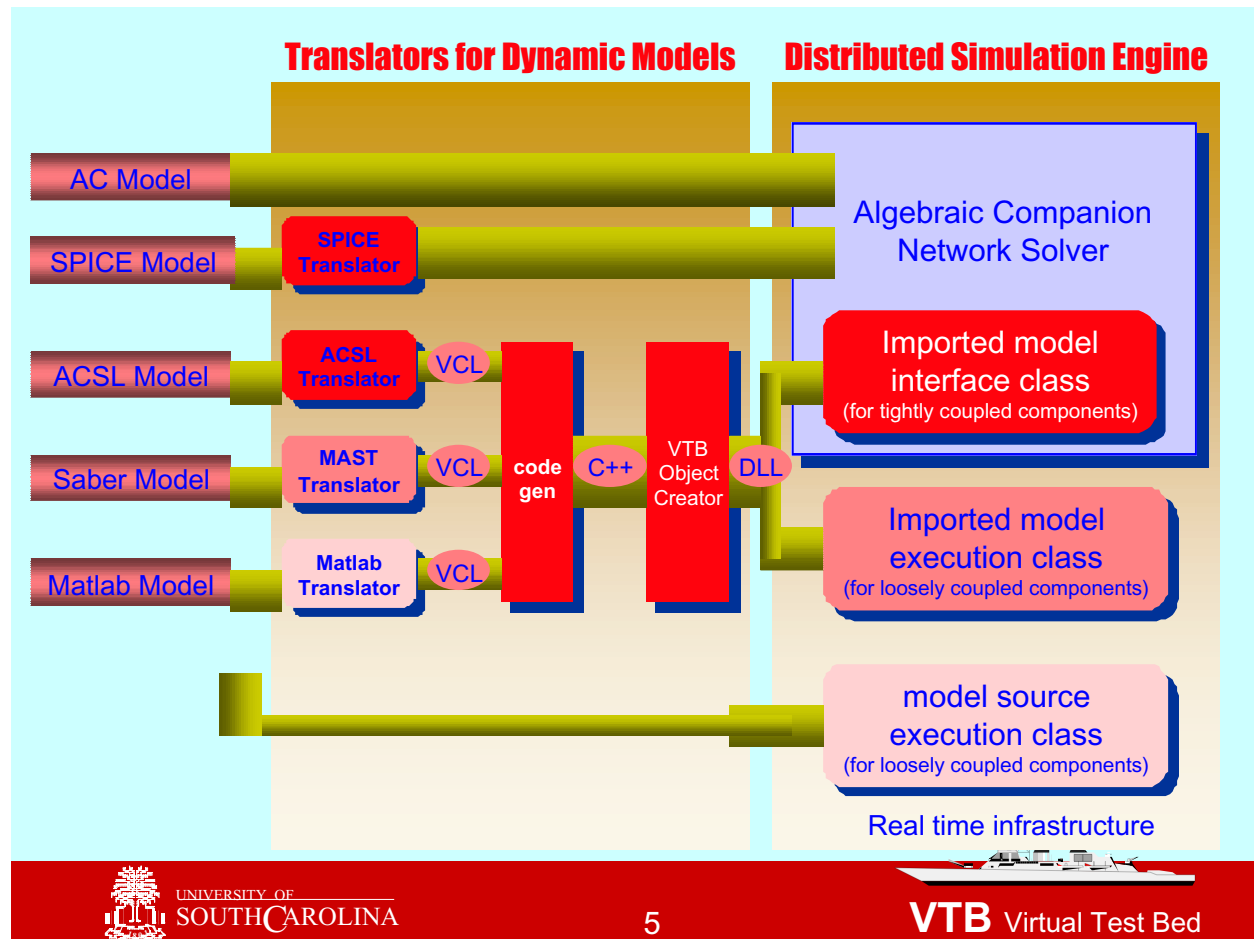 Translators for Dynamic Models
Distributed Simulation Engine
AC Model
SPICE Model
SPICE
Translator
ACSL Model
ACSL
Translator
VCL
Saber Model
MAST
Translator
VCL
Matlab Model
Matlab
Translator
VCL
code
gen
C++
VTB
Object
Creator
DLL
Algebraic Companion
Network Solver
Imported model
interface class
(for tightly coupled components)
Imported model
execution class
(for loosely coupled components)
model source
execution class
(for loosely coupled components)
Real time infrastructure
UNIVERSITY OF
SOUTH CAROLINA
5
VTB Virtual Test Bed